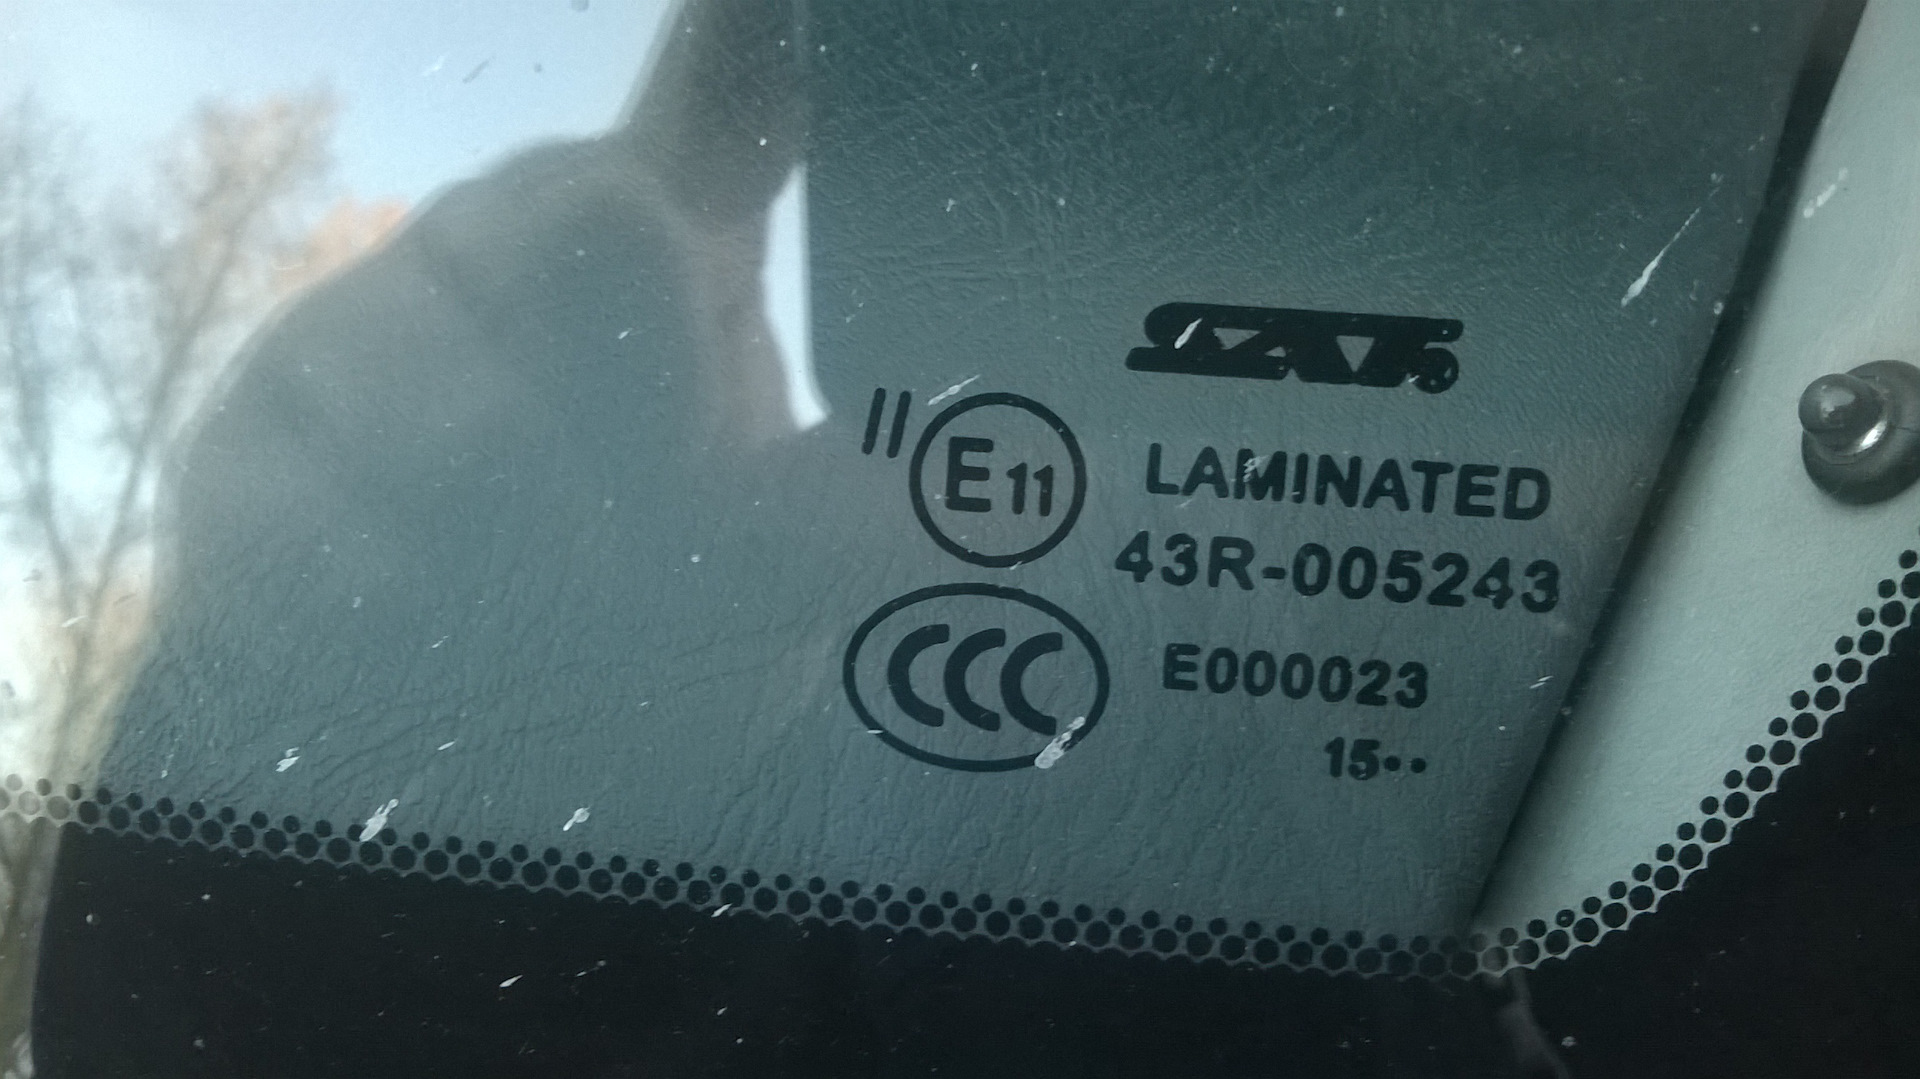 II E11 LAMINATED
43R-005243
CCC E000023
15••